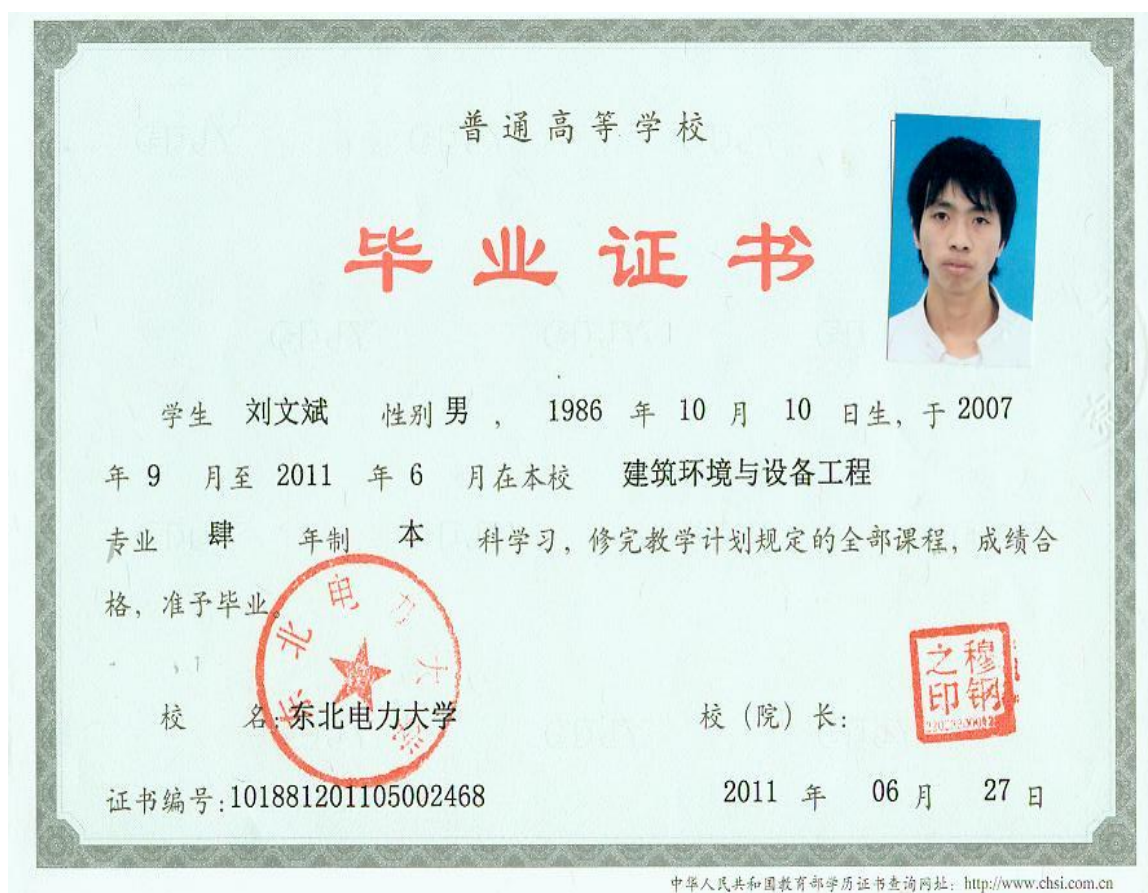 普通高等学校
毕业证书
学生 刘文斌 性别 男 , 1986 年 10 月 10 日生, 于 2007
年 9 月至 2011 年 6 月在本校 建筑环境与设备工程
专业 肆 年制 本 科学习, 修完教学计划规定的全部课程, 成绩合
格, 准予毕业。
东北电力大学
校 名: 东北电力大学 校（院）长:
穆钢之印
证书编号: 101881201105002468 2011 年 06 月 27 日
中华人民共和国教育部学历证书查询网址: http://www.chsi.com.cn